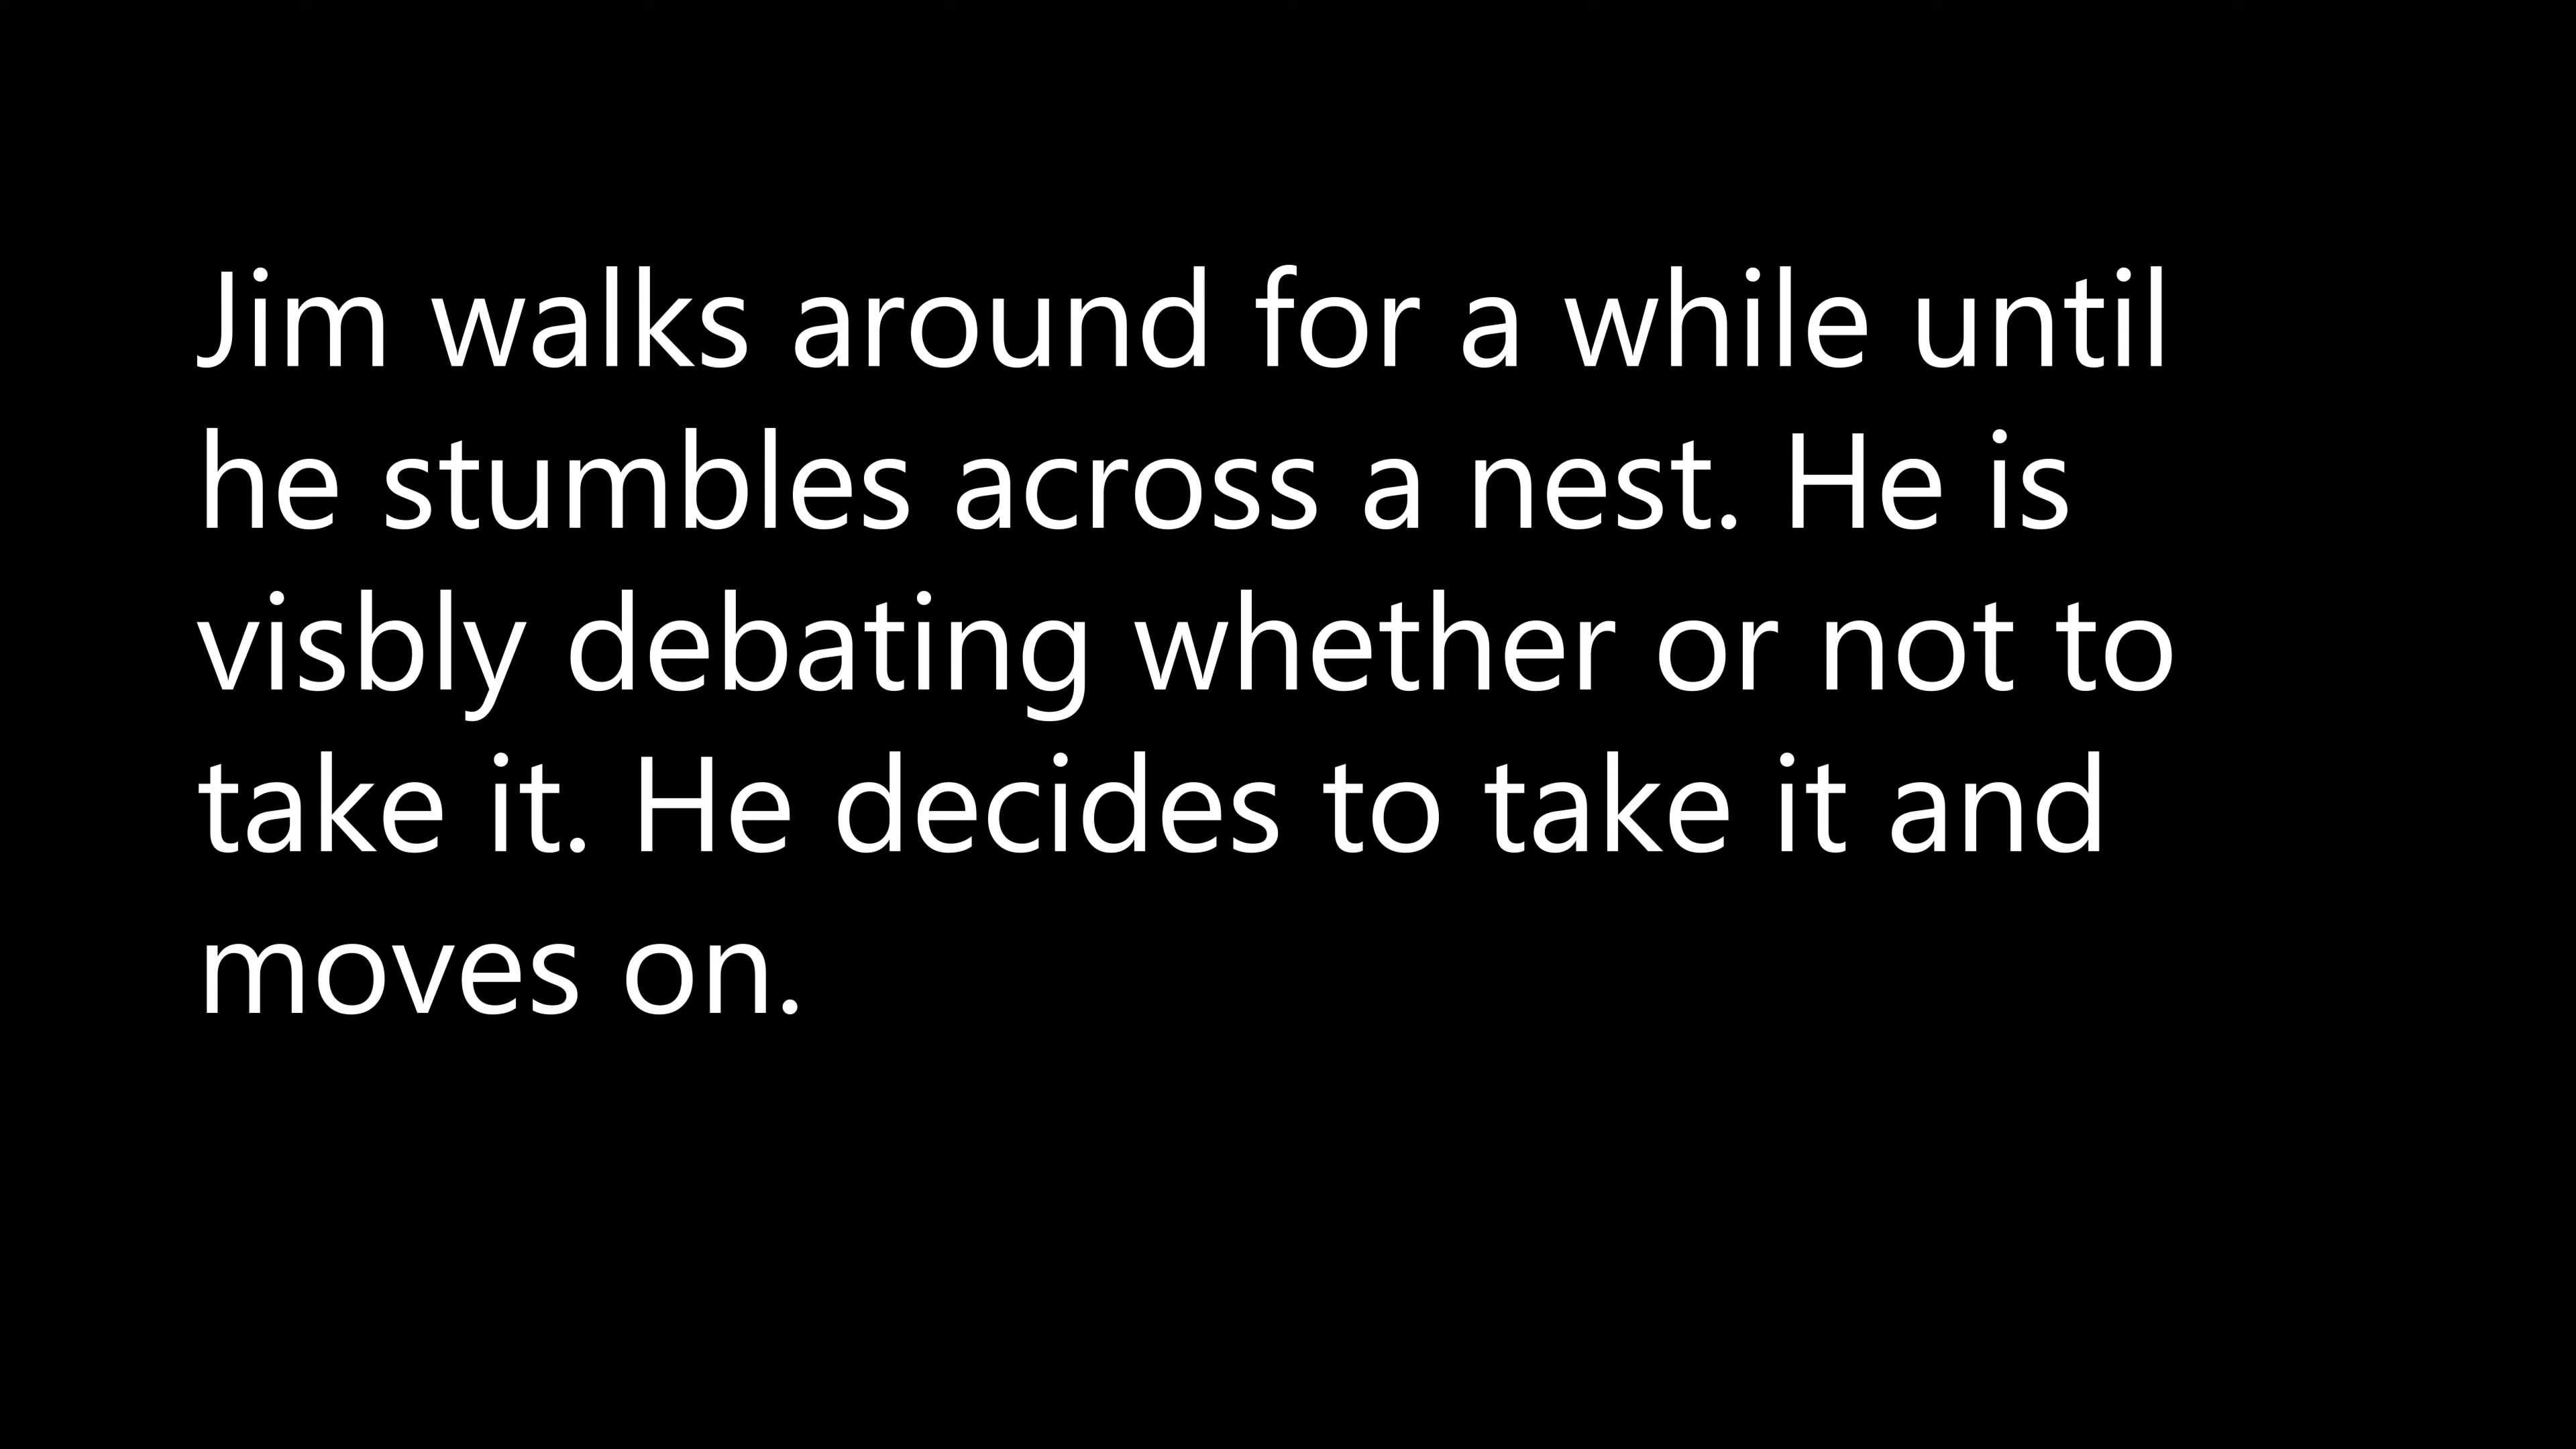 Jim walks around for a while until
he stumbles across a nest. He is
visbly debating whether or not to
take it. He decides to take it and
moves on.